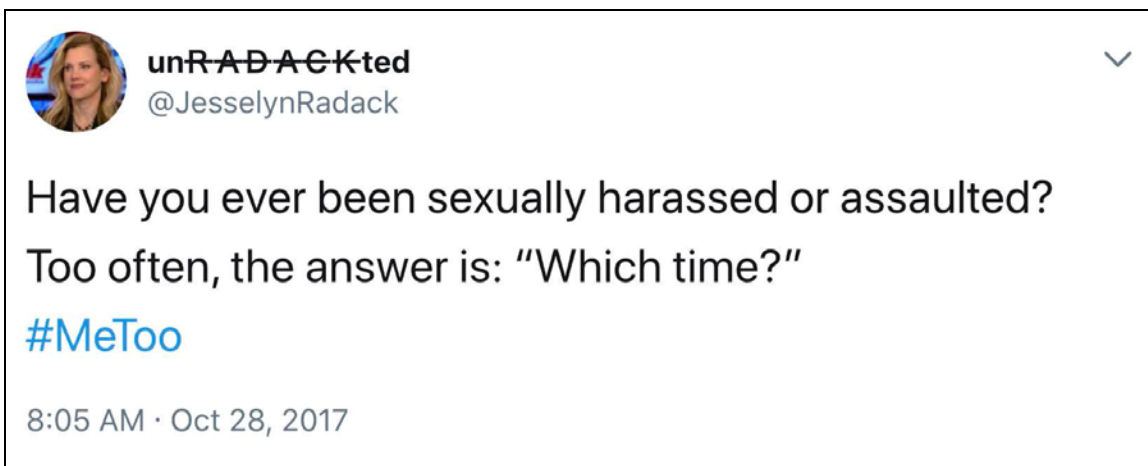 unRADACKted
@JesselynRadack
Have you ever been sexually harassed or assaulted?
Too often, the answer is: “Which time?”
#MeToo
8:05 AM · Oct 28, 2017